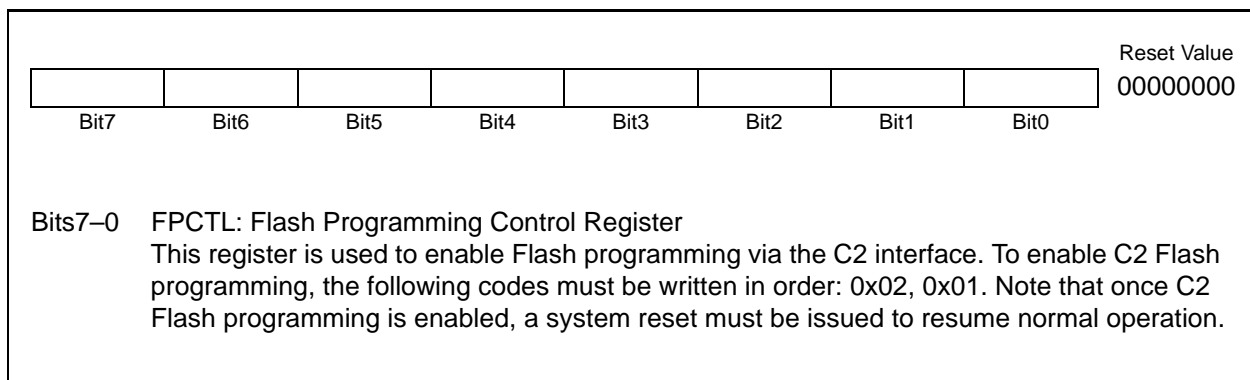 Reset Value
00000000
Bit7 Bit6 Bit5 Bit4 Bit3 Bit2 Bit1 Bit0
Bits7–0 FPCTL: Flash Programming Control Register
This register is used to enable Flash programming via the C2 interface. To enable C2 Flash
programming, the following codes must be written in order: 0x02, 0x01. Note that once C2
Flash programming is enabled, a system reset must be issued to resume normal operation.